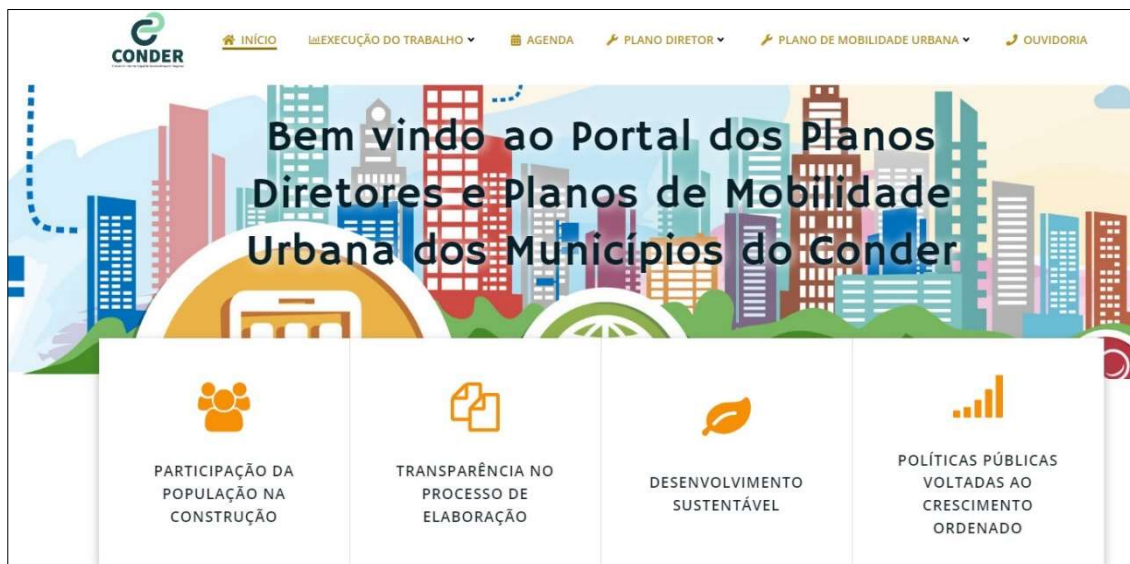 CONDER
INÍCIO
EXECUÇÃO DO TRABALHO
AGENDA
PLANO DIRETOR
PLANO DE MOBILIDADE URBANA
OUVIDORIA
Bem vindo ao Portal dos Planos
Diretores e Planos de Mobilidade
Urbana dos Municípios do Conder
PARTICIPAÇÃO DA
POPULAÇÃO NA
CONSTRUÇÃO
TRANSPARÊNCIA NO
PROCESSO DE
ELABORAÇÃO
DESENVOLVIMENTO
SUSTENTÁVEL
POLÍTICAS PÚBLICAS
VOLTADAS AO
CRESCIMENTO
ORDENADO